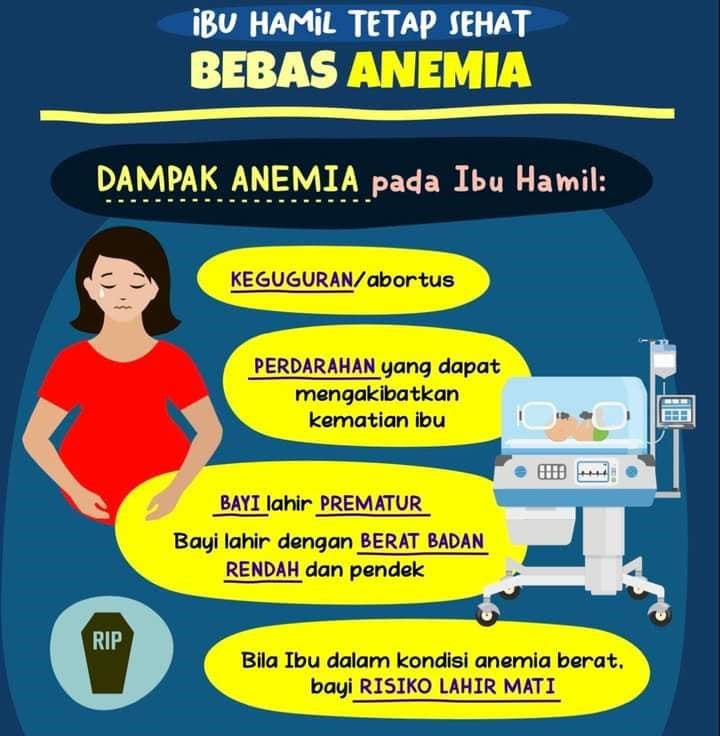 iBU HAMiL TETAP SEHAT
BEBAS ANEMIA
DAMPAK ANEMIA pada Ibu Hamil:
KEGUGURAN/abortus
PERDARAHAN yang dapat
mengakibatkan
kematian ibu
BAYI lahir PREMATUR
Bayi lahir dengan BERAT BADAN
RENDAH dan pendek
RIP
Bila Ibu dalam kondisi anemia berat,
bayi RISIKO LAHIR MATI